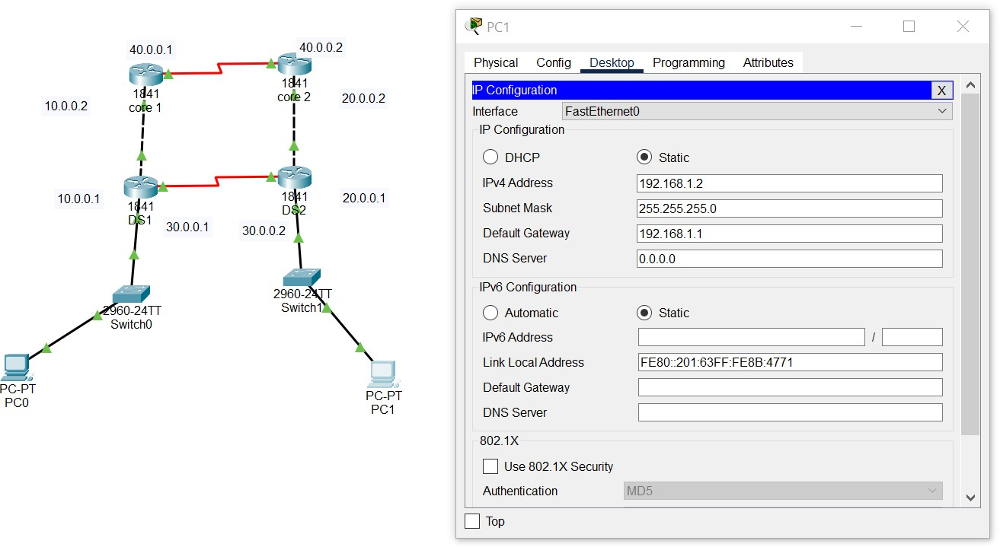 40.0.0.1
40.0.0.2
1841
core 1
1841
core 2
10.0.0.2
20.0.0.2
10.0.0.1
1841
DS1
1841
DS2
20.0.0.1
30.0.0.1
30.0.0.2
2960-24TT
Switch0
2960-24TT
Switch1
PC-PT
PC0
PC-PT
PC1
PC1
Physical Config Desktop Programming Attributes
IP Configuration X
Interface FastEthernet0
IP Configuration
DHCP Static
IPv4 Address 192.168.1.2
Subnet Mask 255.255.255.0
Default Gateway 192.168.1.1
DNS Server 0.0.0.0
IPv6 Configuration
Automatic Static
IPv6 Address /
Link Local Address FE80::201:63FF:FE8B:4771
Default Gateway
DNS Server
802.1X
Use 802.1X Security
Authentication MD5
Top